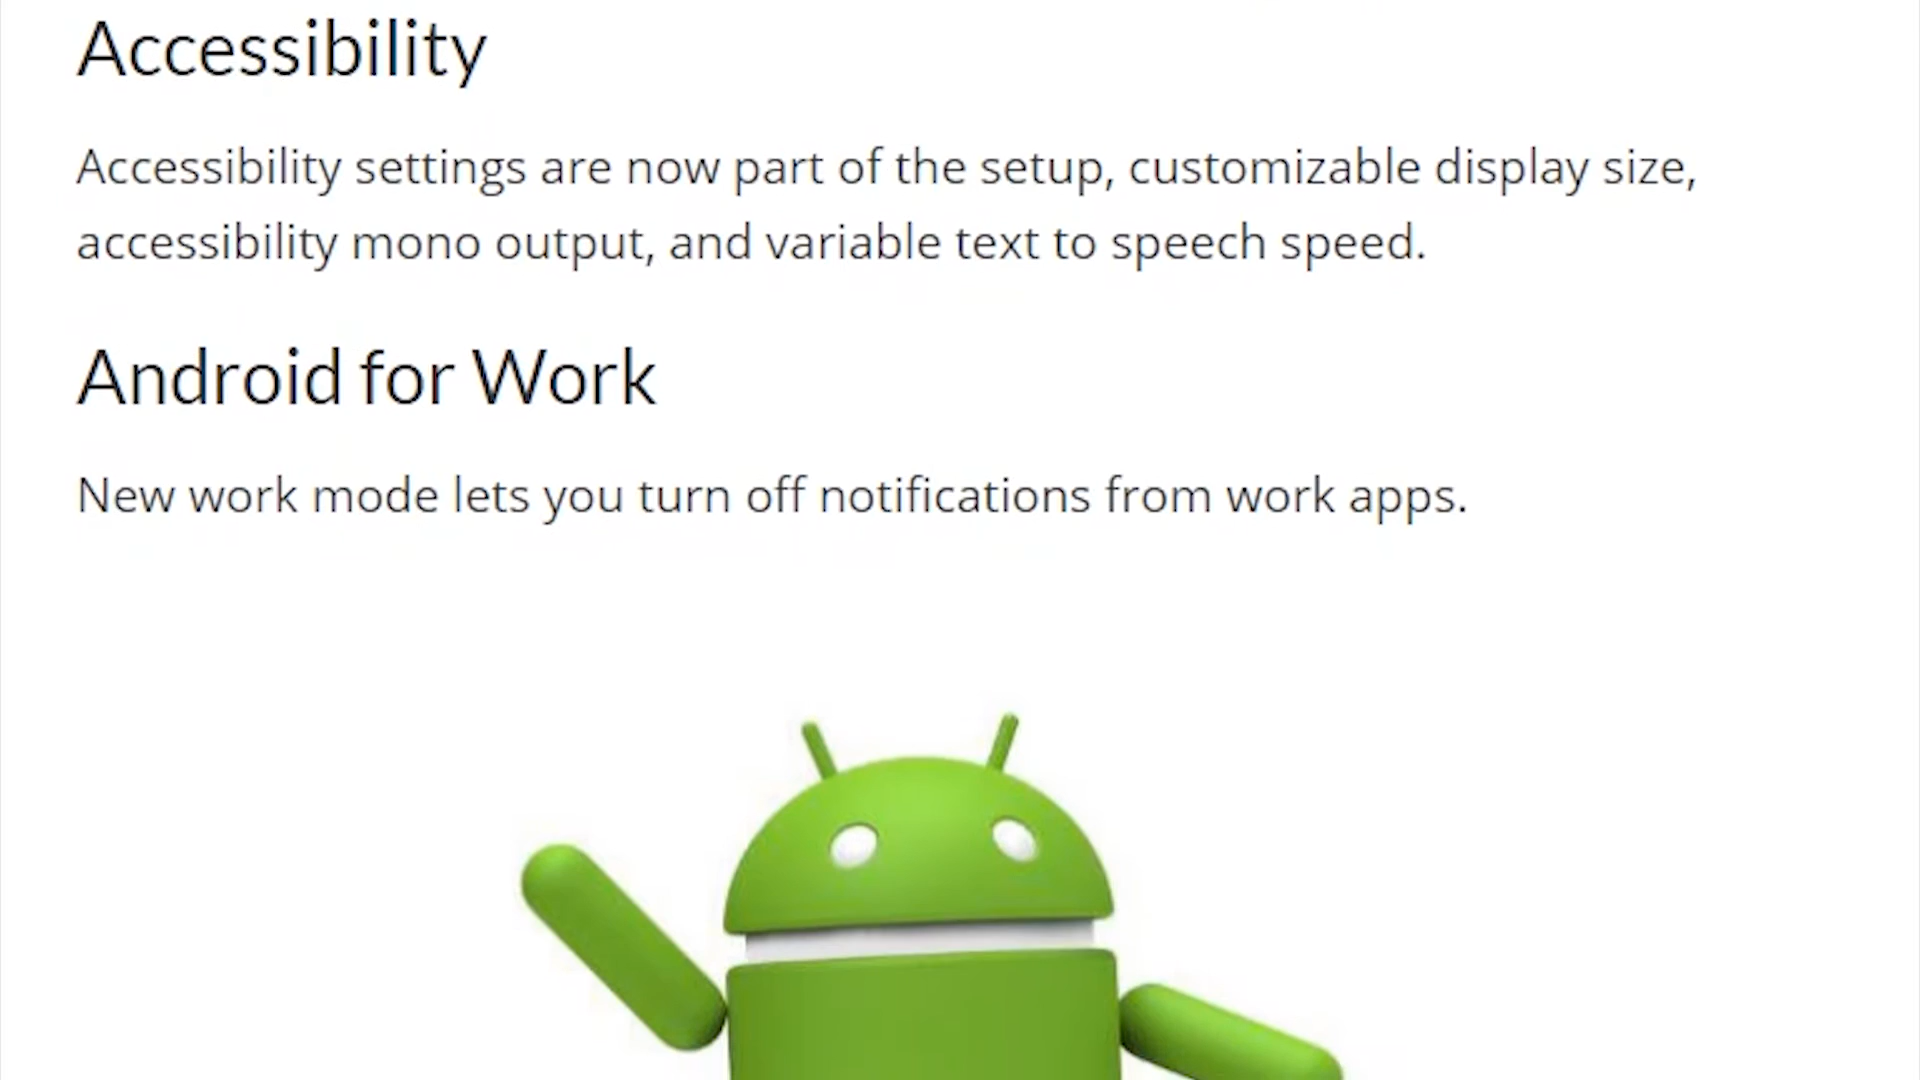 Accessibility
Accessibility settings are now part of the setup, customizable display size,
accessibility mono output, and variable text to speech speed.
Android for Work
New work mode lets you turn off notifications from work apps.